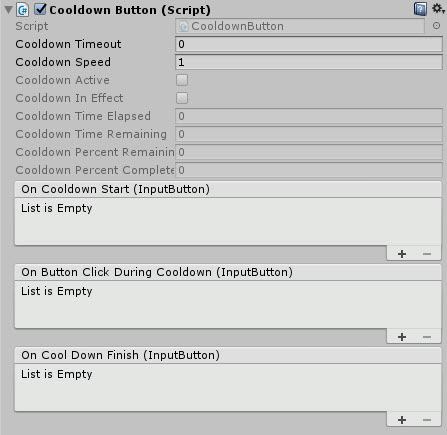 Cooldown Button (Script)
Script CooldownButton
Cooldown Timeout 0
Cooldown Speed 1
Cooldown Active
Cooldown In Effect
Cooldown Time Elapsed 0
Cooldown Time Remaining 0
Cooldown Percent Remainin 0
Cooldown Percent Complete 0
On Cooldown Start (InputButton)
List is Empty
+ −
On Button Click During Cooldown (InputButton)
List is Empty
+ −
On Cool Down Finish (InputButton)
List is Empty
+ −